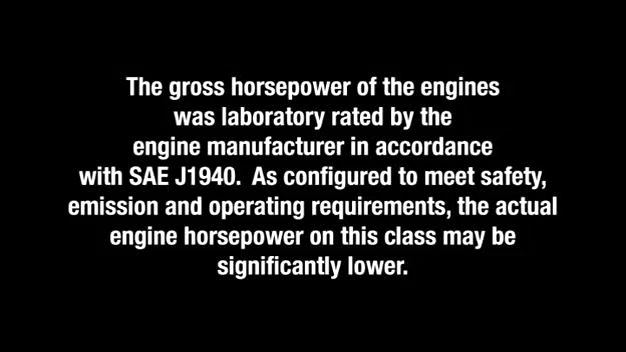 The gross horsepower of the engines
was laboratory rated by the
engine manufacturer in accordance
with SAE J1940.  As configured to meet safety,
emission and operating requirements, the actual
engine horsepower on this class may be
significantly lower.